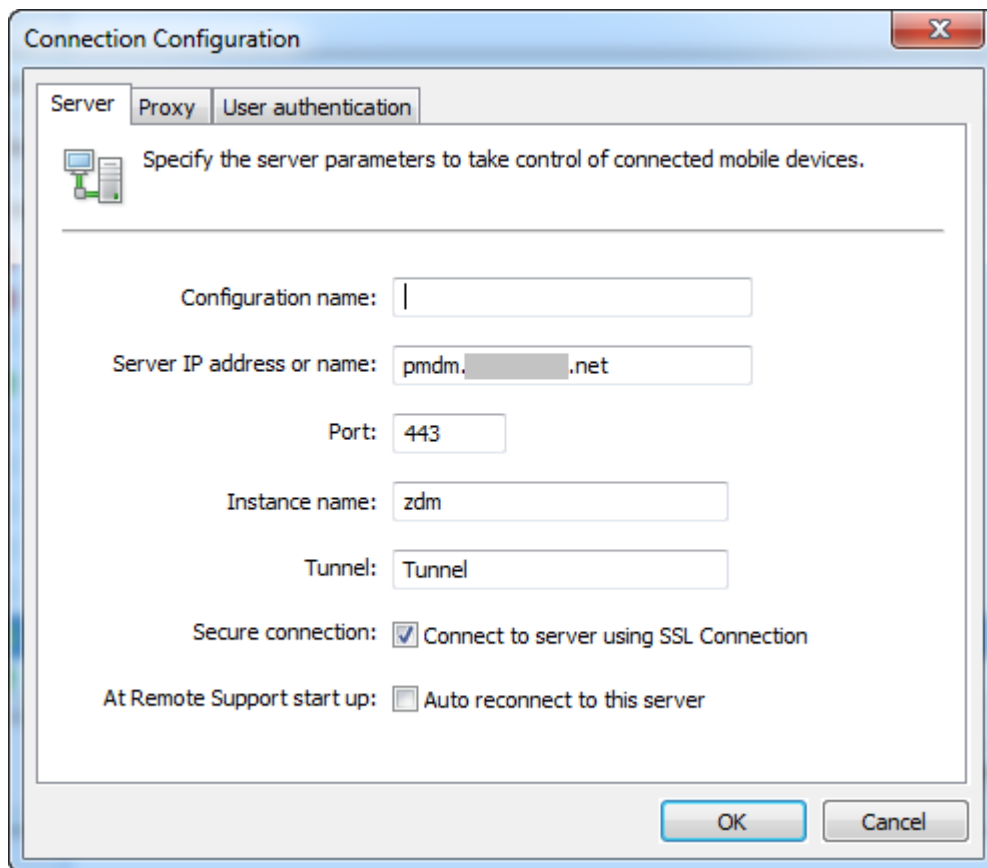 Connection Configuration
Server Proxy User authentication
Specify the server parameters to take control of connected mobile devices.
Configuration name:
Server IP address or name: pmdm. .net
Port: 443
Instance name: zdm
Tunnel: Tunnel
Secure connection: Connect to server using SSL Connection
At Remote Support start up: Auto reconnect to this server
OK Cancel